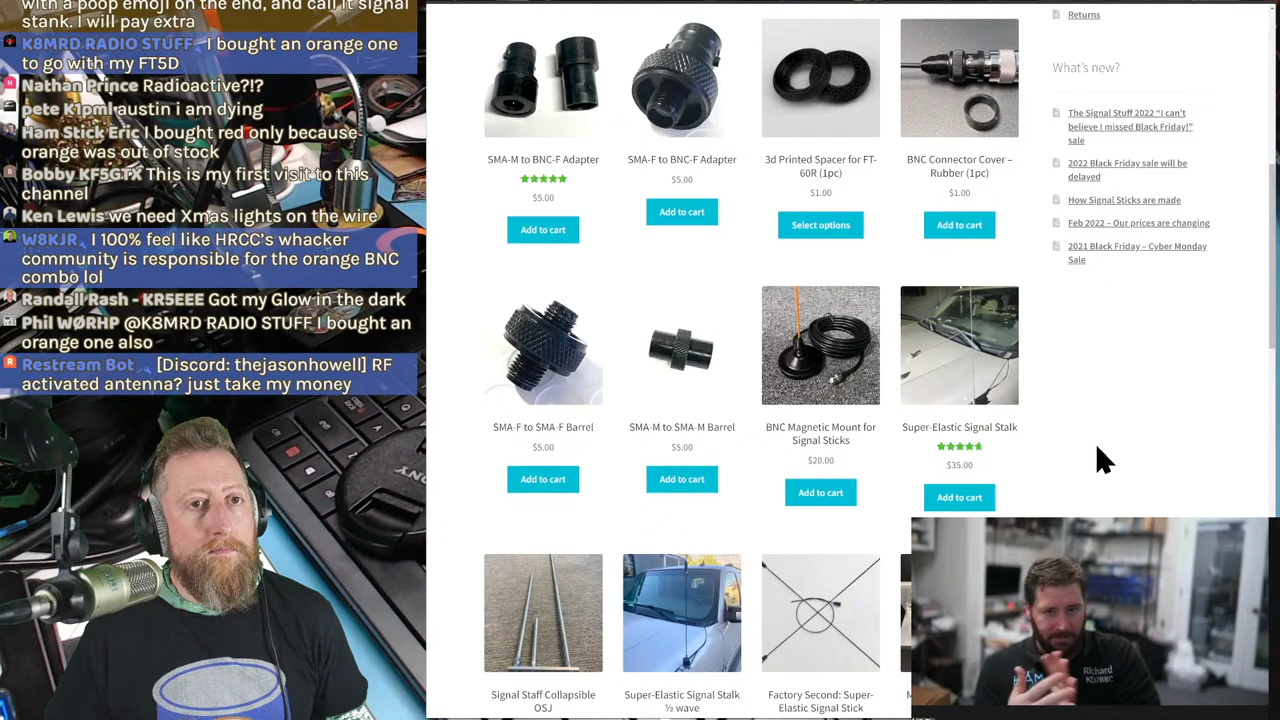 with a poop emoji on the end, and call it signal
stank. I will pay extra
K8MRD RADIO STUFF I bought an orange one
to go with my FT5D
Nathan Prince Radioactive?!?
pete K1pml austin i am dying
Ham Stick Eric I bought red only because
orange was out of stock
Bobby KF5GTX This is my first visit to this
channel
Ken Lewis we need Xmas lights on the wire
W8KJR I 100% feel like HRCC's whacker
community is responsible for the orange BNC
combo lol
Randall Rash - KR5EEE Got my Glow in the dark
Phil WØRHP @K8MRD RADIO STUFF I bought an
orange one also
Restream Bot [Discord: thejasonhowell] RF
activated antenna? just take my money
SMA-M to BNC-F Adapter
$5.00
Add to cart
SMA-F to BNC-F Adapter
$5.00
Add to cart
3d Printed Spacer for FT-
60R (1pc)
$1.00
Select options
BNC Connector Cover –
Rubber (1pc)
$1.00
Add to cart
SMA-F to SMA-F Barrel
$5.00
Add to cart
SMA-M to SMA-M Barrel
$5.00
Add to cart
BNC Magnetic Mount for
Signal Sticks
$20.00
Add to cart
Super-Elastic Signal Stalk
$35.00
Add to cart
Signal Staff Collapsible
OSJ
Super-Elastic Signal Stalk
½ wave
Factory Second: Super-
Elastic Signal Stick
Returns
What's new?
The Signal Stuff 2022 "I can't
believe I missed Black Friday!"
sale
2022 Black Friday sale will be
delayed
How Signal Sticks are made
Feb 2022 – Our prices are changing
2021 Black Friday – Cyber Monday
Sale
Richard
KD7BBC